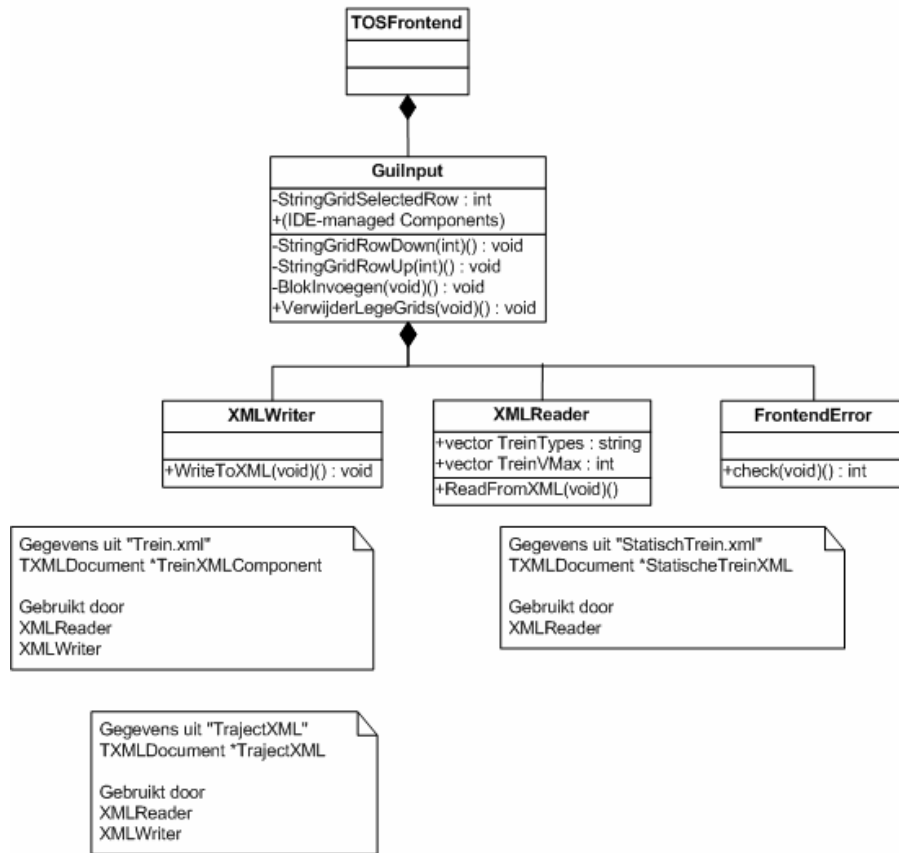 TOSFrontend
GuiInput
-StringGridSelectedRow : int
+(IDE-managed Components)
-StringGridRowDown(int)() : void
-StringGridRowUp(int)() : void
-BlokInvoegen(void)() : void
+VerwijderLegeGrids(void)() : void
XMLWriter
+WriteToXML(void)() : void
XMLReader
+vector TreinTypes : string
+vector TreinVMax : int
+ReadFromXML(void)()
FrontendError
+check(void)() : int
Gegevens uit "Trein.xml"
TXMLDocument *TreinXMLComponent
Gebruikt door
XMLReader
XMLWriter
Gegevens uit "StatischTrein.xml"
TXMLDocument *StatischeTreinXML
Gebruikt door
XMLReader
Gegevens uit "TrajectXML"
TXMLDocument *TrajectXML
Gebruikt door
XMLReader
XMLWriter